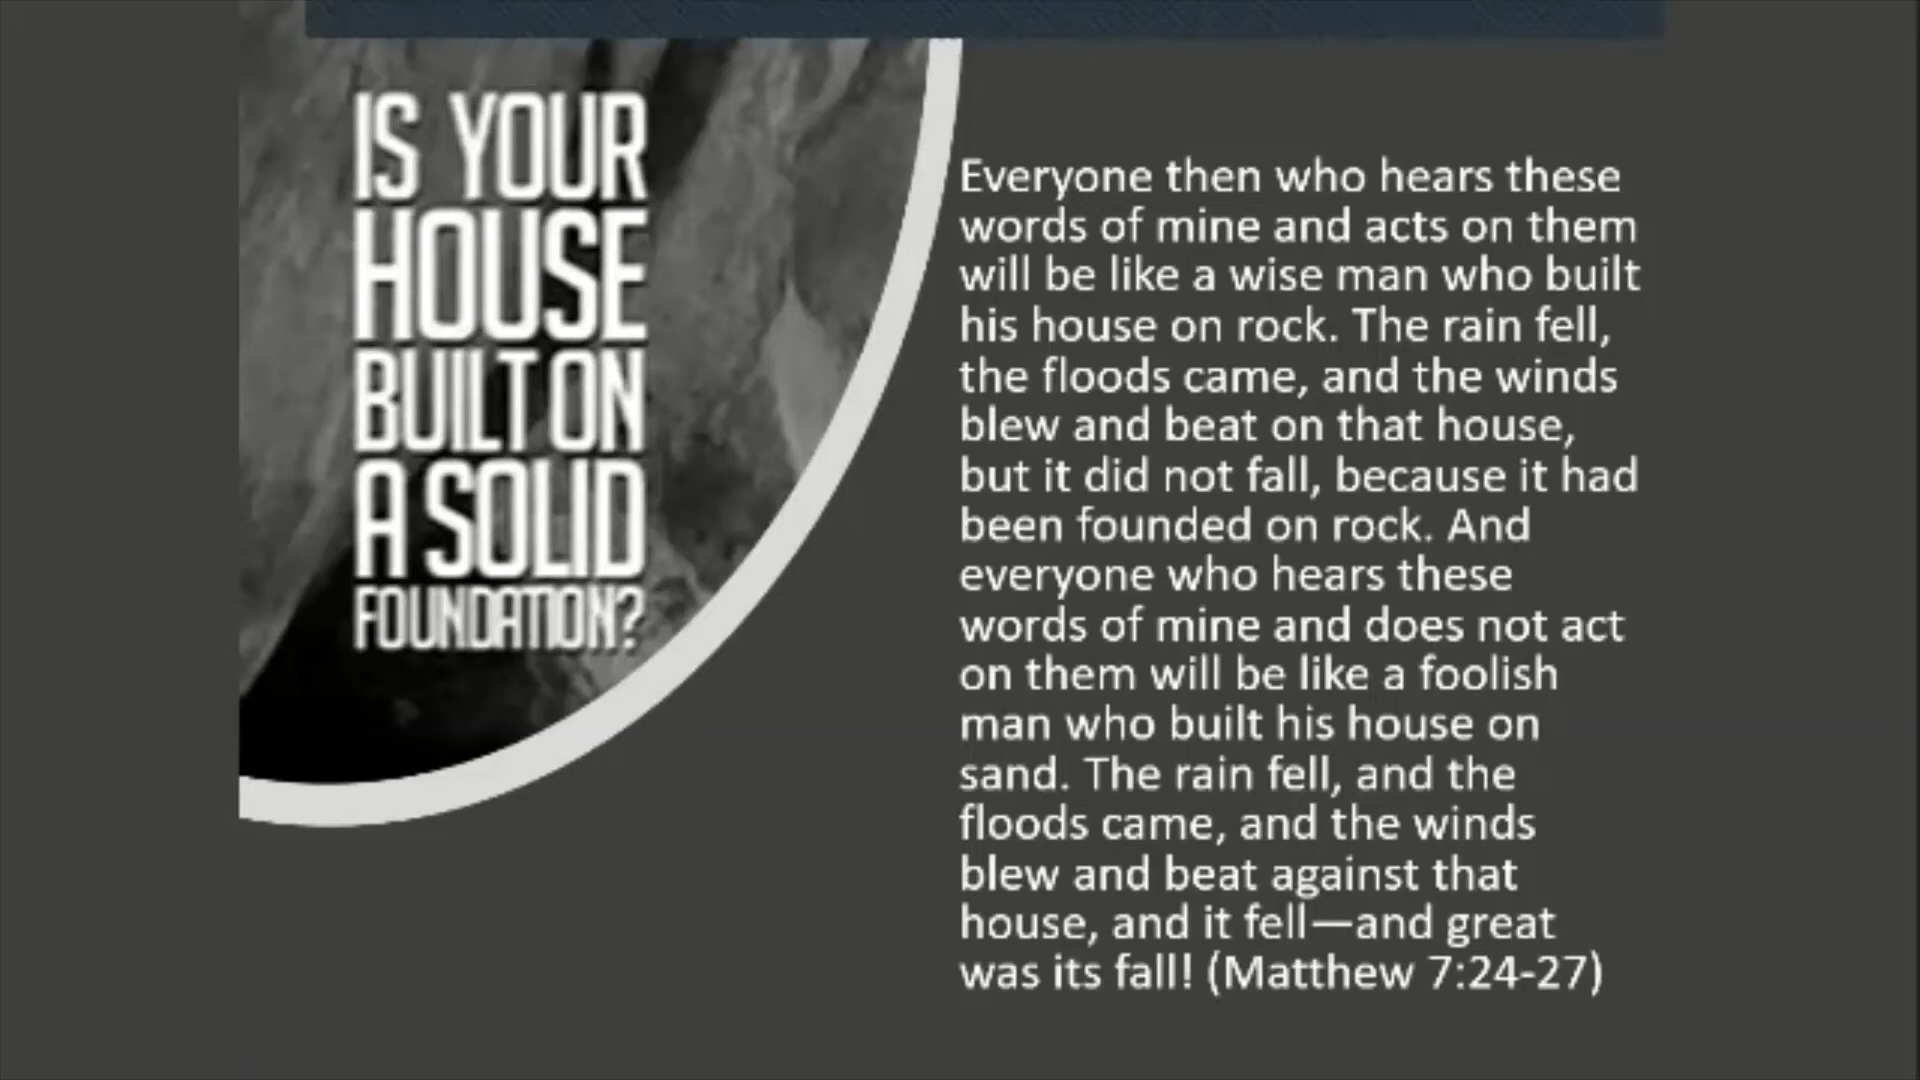 IS YOUR
HOUSE
BUILT ON
A SOLID
FOUNDATION?
Everyone then who hears these
words of mine and acts on them
will be like a wise man who built
his house on rock. The rain fell,
the floods came, and the winds
blew and beat on that house,
but it did not fall, because it had
been founded on rock. And
everyone who hears these
words of mine and does not act
on them will be like a foolish
man who built his house on
sand. The rain fell, and the
floods came, and the winds
blew and beat against that
house, and it fell—and great
was its fall! (Matthew 7:24-27)